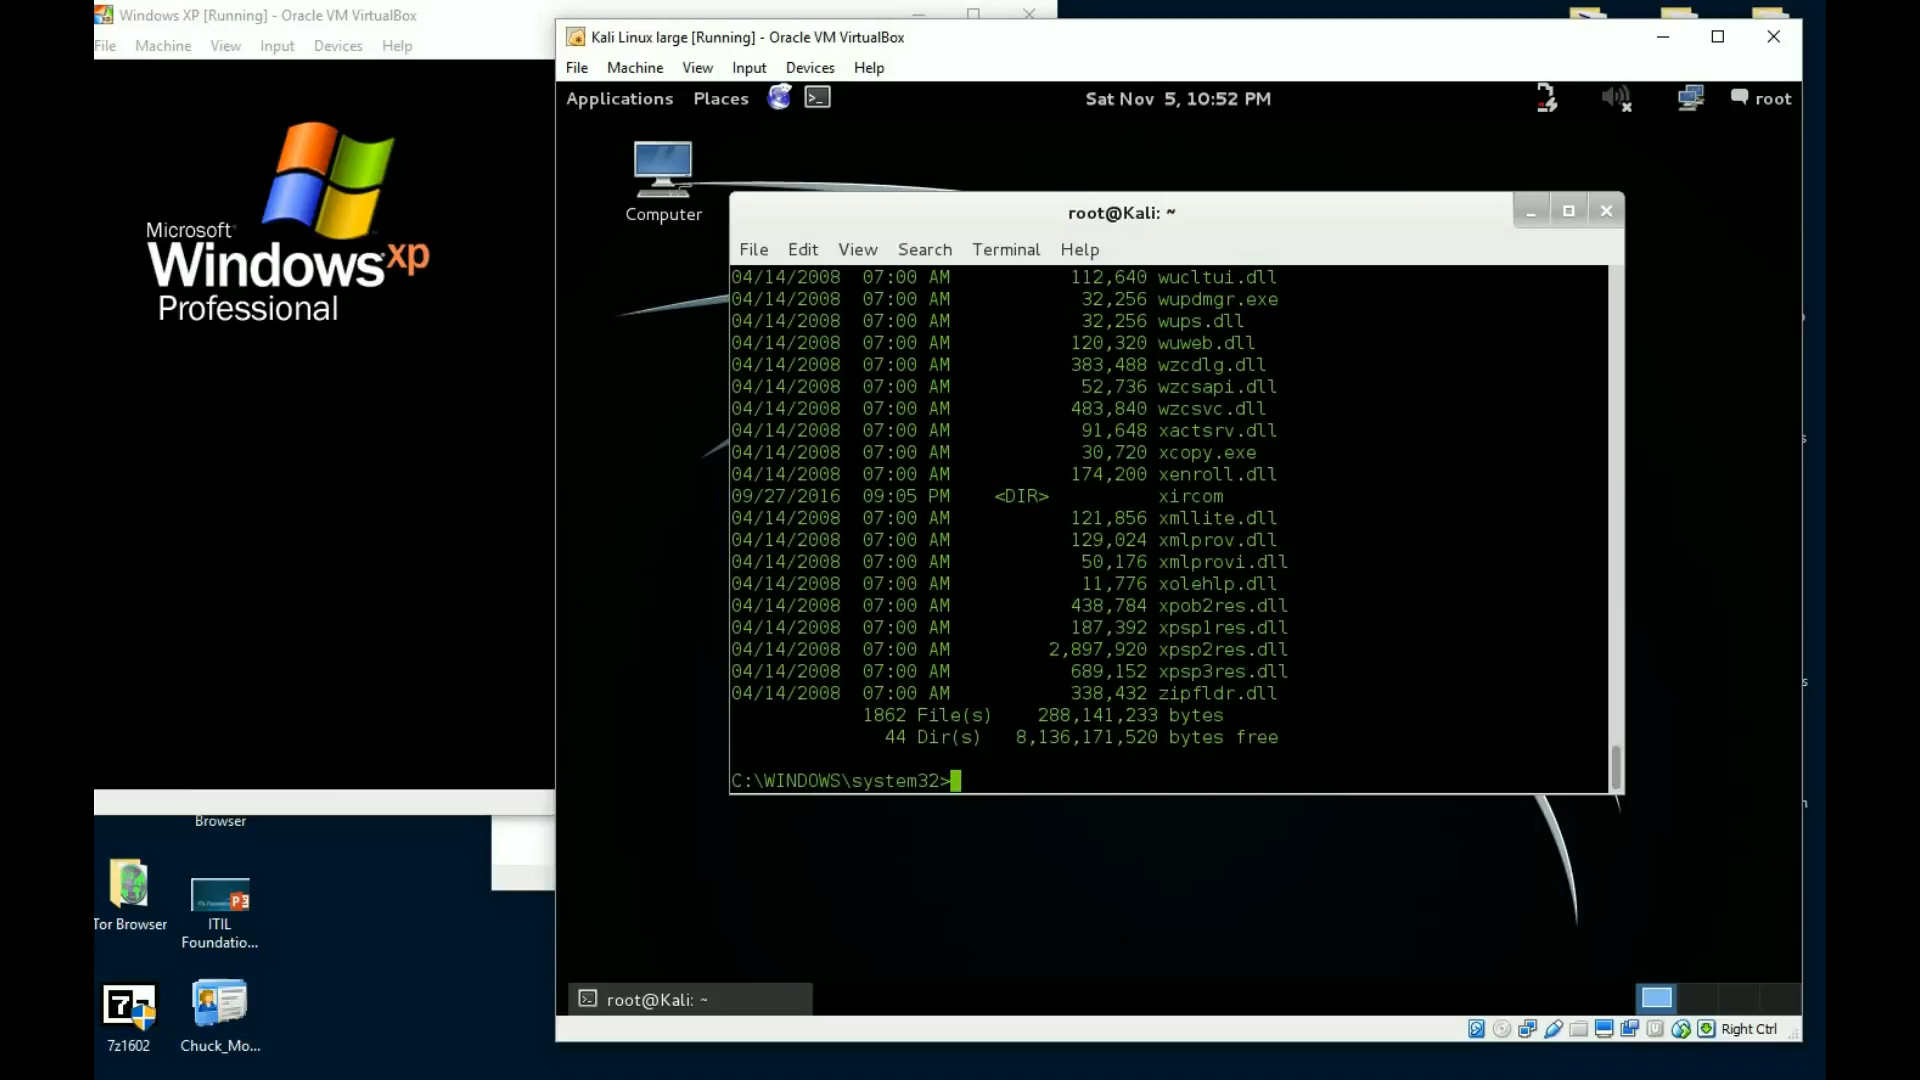 Windows XP [Running] - Oracle VM VirtualBox
File Machine View Input Devices Help
Microsoft
Windows xp
Professional
Browser
Tor Browser
ITIL
Foundatio...
7z1602
Chuck_Mo...
Kali Linux large [Running] - Oracle VM VirtualBox
File Machine View Input Devices Help
Applications Places Sat Nov 5, 10:52 PM root
Computer
root@Kali: ~
File Edit View Search Terminal Help
04/14/2008 07:00 AM 112,640 wucltui.dll
04/14/2008 07:00 AM 32,256 wupdmgr.exe
04/14/2008 07:00 AM 32,256 wups.dll
04/14/2008 07:00 AM 120,320 wuweb.dll
04/14/2008 07:00 AM 383,488 wzcdlg.dll
04/14/2008 07:00 AM 52,736 wzcsapi.dll
04/14/2008 07:00 AM 483,840 wzcsvc.dll
04/14/2008 07:00 AM 91,648 xactsrv.dll
04/14/2008 07:00 AM 30,720 xcopy.exe
04/14/2008 07:00 AM 174,200 xenroll.dll
09/27/2016 09:05 PM <DIR> xircom
04/14/2008 07:00 AM 121,856 xmllite.dll
04/14/2008 07:00 AM 129,024 xmlprov.dll
04/14/2008 07:00 AM 50,176 xmlprovi.dll
04/14/2008 07:00 AM 11,776 xolehlp.dll
04/14/2008 07:00 AM 438,784 xpob2res.dll
04/14/2008 07:00 AM 187,392 xpsp1res.dll
04/14/2008 07:00 AM 2,897,920 xpsp2res.dll
04/14/2008 07:00 AM 689,152 xpsp3res.dll
04/14/2008 07:00 AM 338,432 zipfldr.dll
1862 File(s) 288,141,233 bytes
44 Dir(s) 8,136,171,520 bytes free
C:\WINDOWS\system32>
root@Kali: ~
Right Ctrl